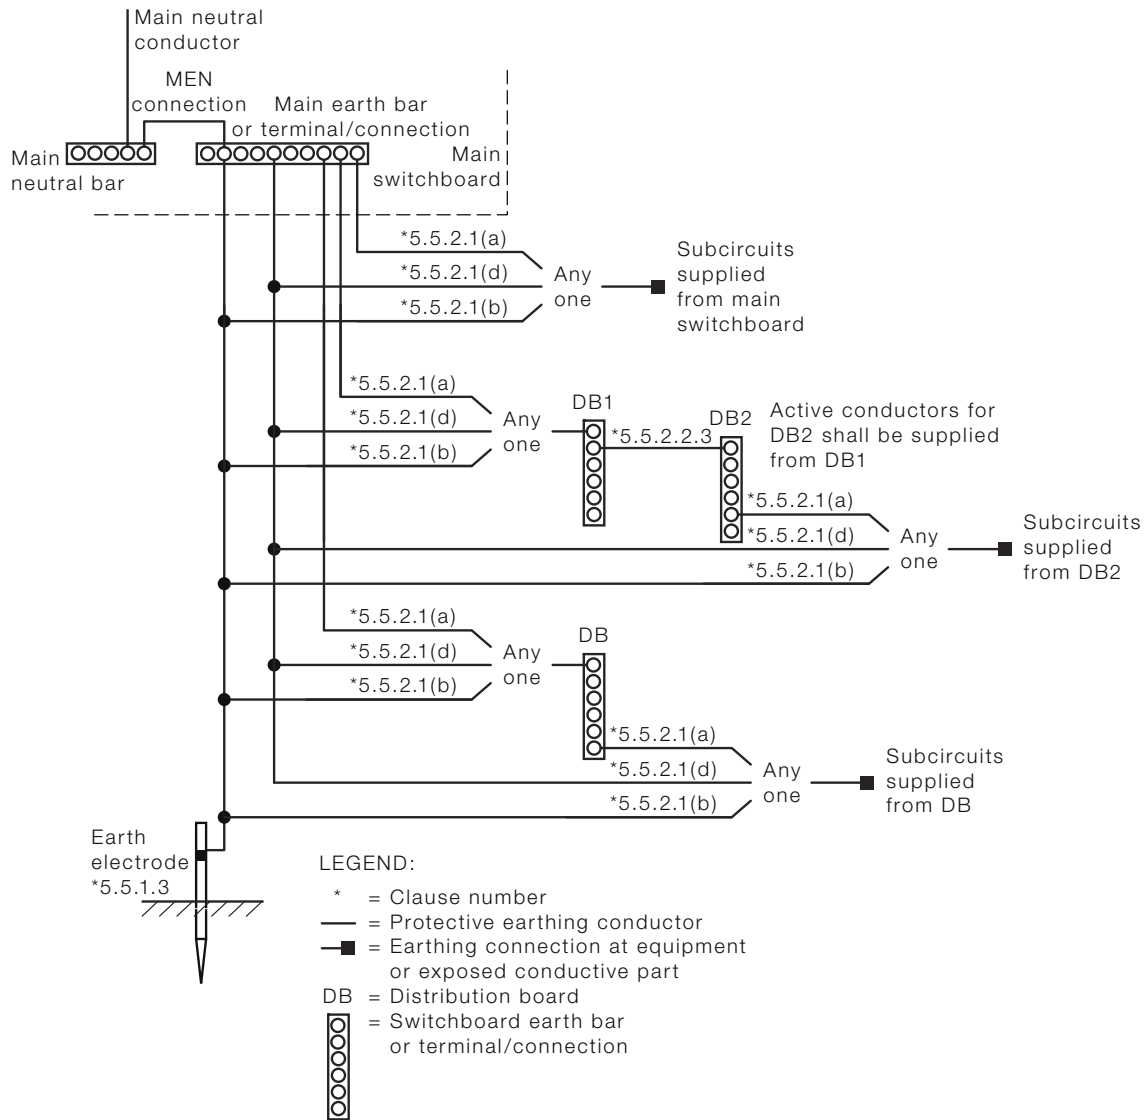 Main neutral
conductor
MEN
connection
Main earth bar
or terminal/connection
Main
neutral bar
Main
switchboard
*5.5.2.1(a)
*5.5.2.1(d)
*5.5.2.1(b)
Any
one
Subcircuits
supplied
from main
switchboard
*5.5.2.1(a)
*5.5.2.1(d)
*5.5.2.1(b)
Any
one
DB1
*5.5.2.2.3
DB2
Active conductors for
DB2 shall be supplied
from DB1
*5.5.2.1(a)
*5.5.2.1(d)
*5.5.2.1(b)
Any
one
Subcircuits
supplied
from DB2
*5.5.2.1(a)
*5.5.2.1(d)
*5.5.2.1(b)
Any
one
DB
*5.5.2.1(a)
*5.5.2.1(d)
*5.5.2.1(b)
Any
one
Subcircuits
supplied
from DB
Earth
electrode
*5.5.1.3
LEGEND:
* = Clause number
= Protective earthing conductor
= Earthing connection at equipment
or exposed conductive part
DB = Distribution board
= Switchboard earth bar
or terminal/connection